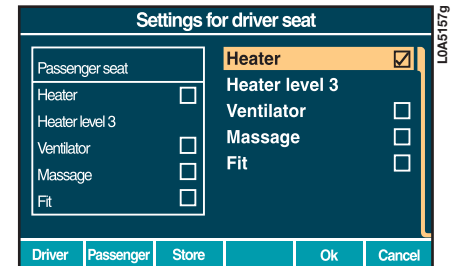 Settings for driver seat
Passenger seat
Heater
Heater level 3
Ventilator
Massage
Fit
Heater
Heater level 3
Ventilator
Massage
Fit
Driver
Passenger
Store
Ok
Cancel
L0A5157g